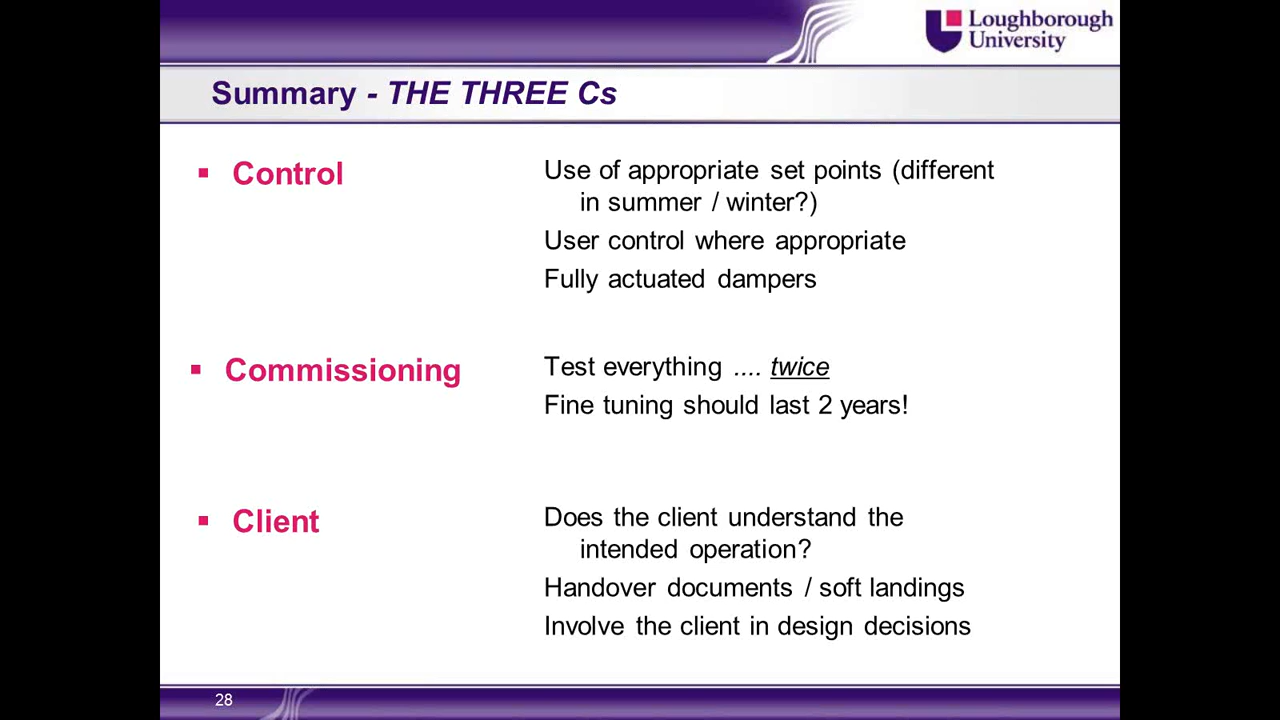 Loughborough
University
Summary - THE THREE Cs
Control
Use of appropriate set points (different
in summer / winter?)
User control where appropriate
Fully actuated dampers
Commissioning
Test everything .... twice
Fine tuning should last 2 years!
Client
Does the client understand the
intended operation?
Handover documents / soft landings
Involve the client in design decisions
28